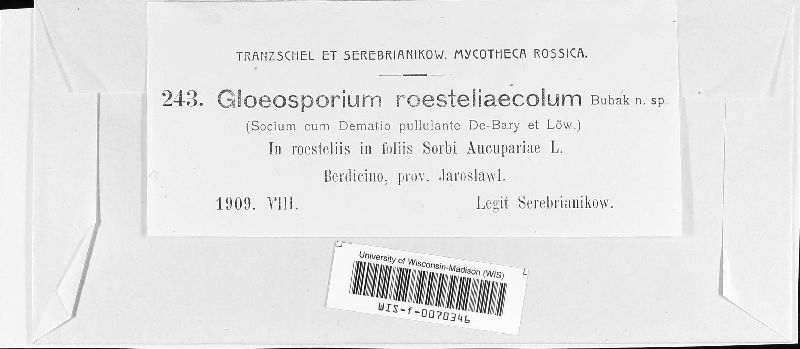 TRANZSCHEL ET SEREBRIANIKOW. MYCOTHECA ROSSICA.
243. Gloeosporium roesteliaecolum Bubák n. sp.
(Socium cum Dematio pullulante De-Bary et Löw.)
In roesteliis in foliis Sorbi Aucupariae L.
Berdicino, prov. Jaroslawl.
1909. VIII. Legit Serebrianikow.
University of Wisconsin-Madison (WIS)
WIS-f-0070346